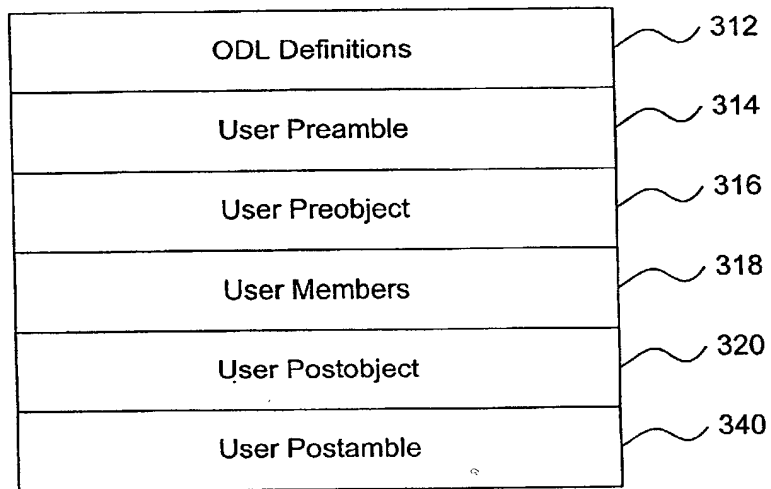 ODL Definitions 312
User Preamble 314
User Preobject 316
User Members 318
User Postobject 320
User Postamble 340